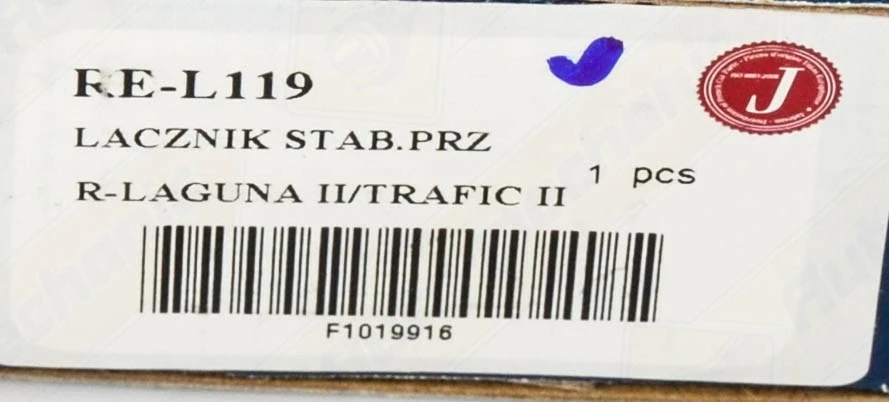 RE-L119
LACZNIK STAB.PRZ
R-LAGUNA II/TRAFIC II
1 pcs
F1019916
J